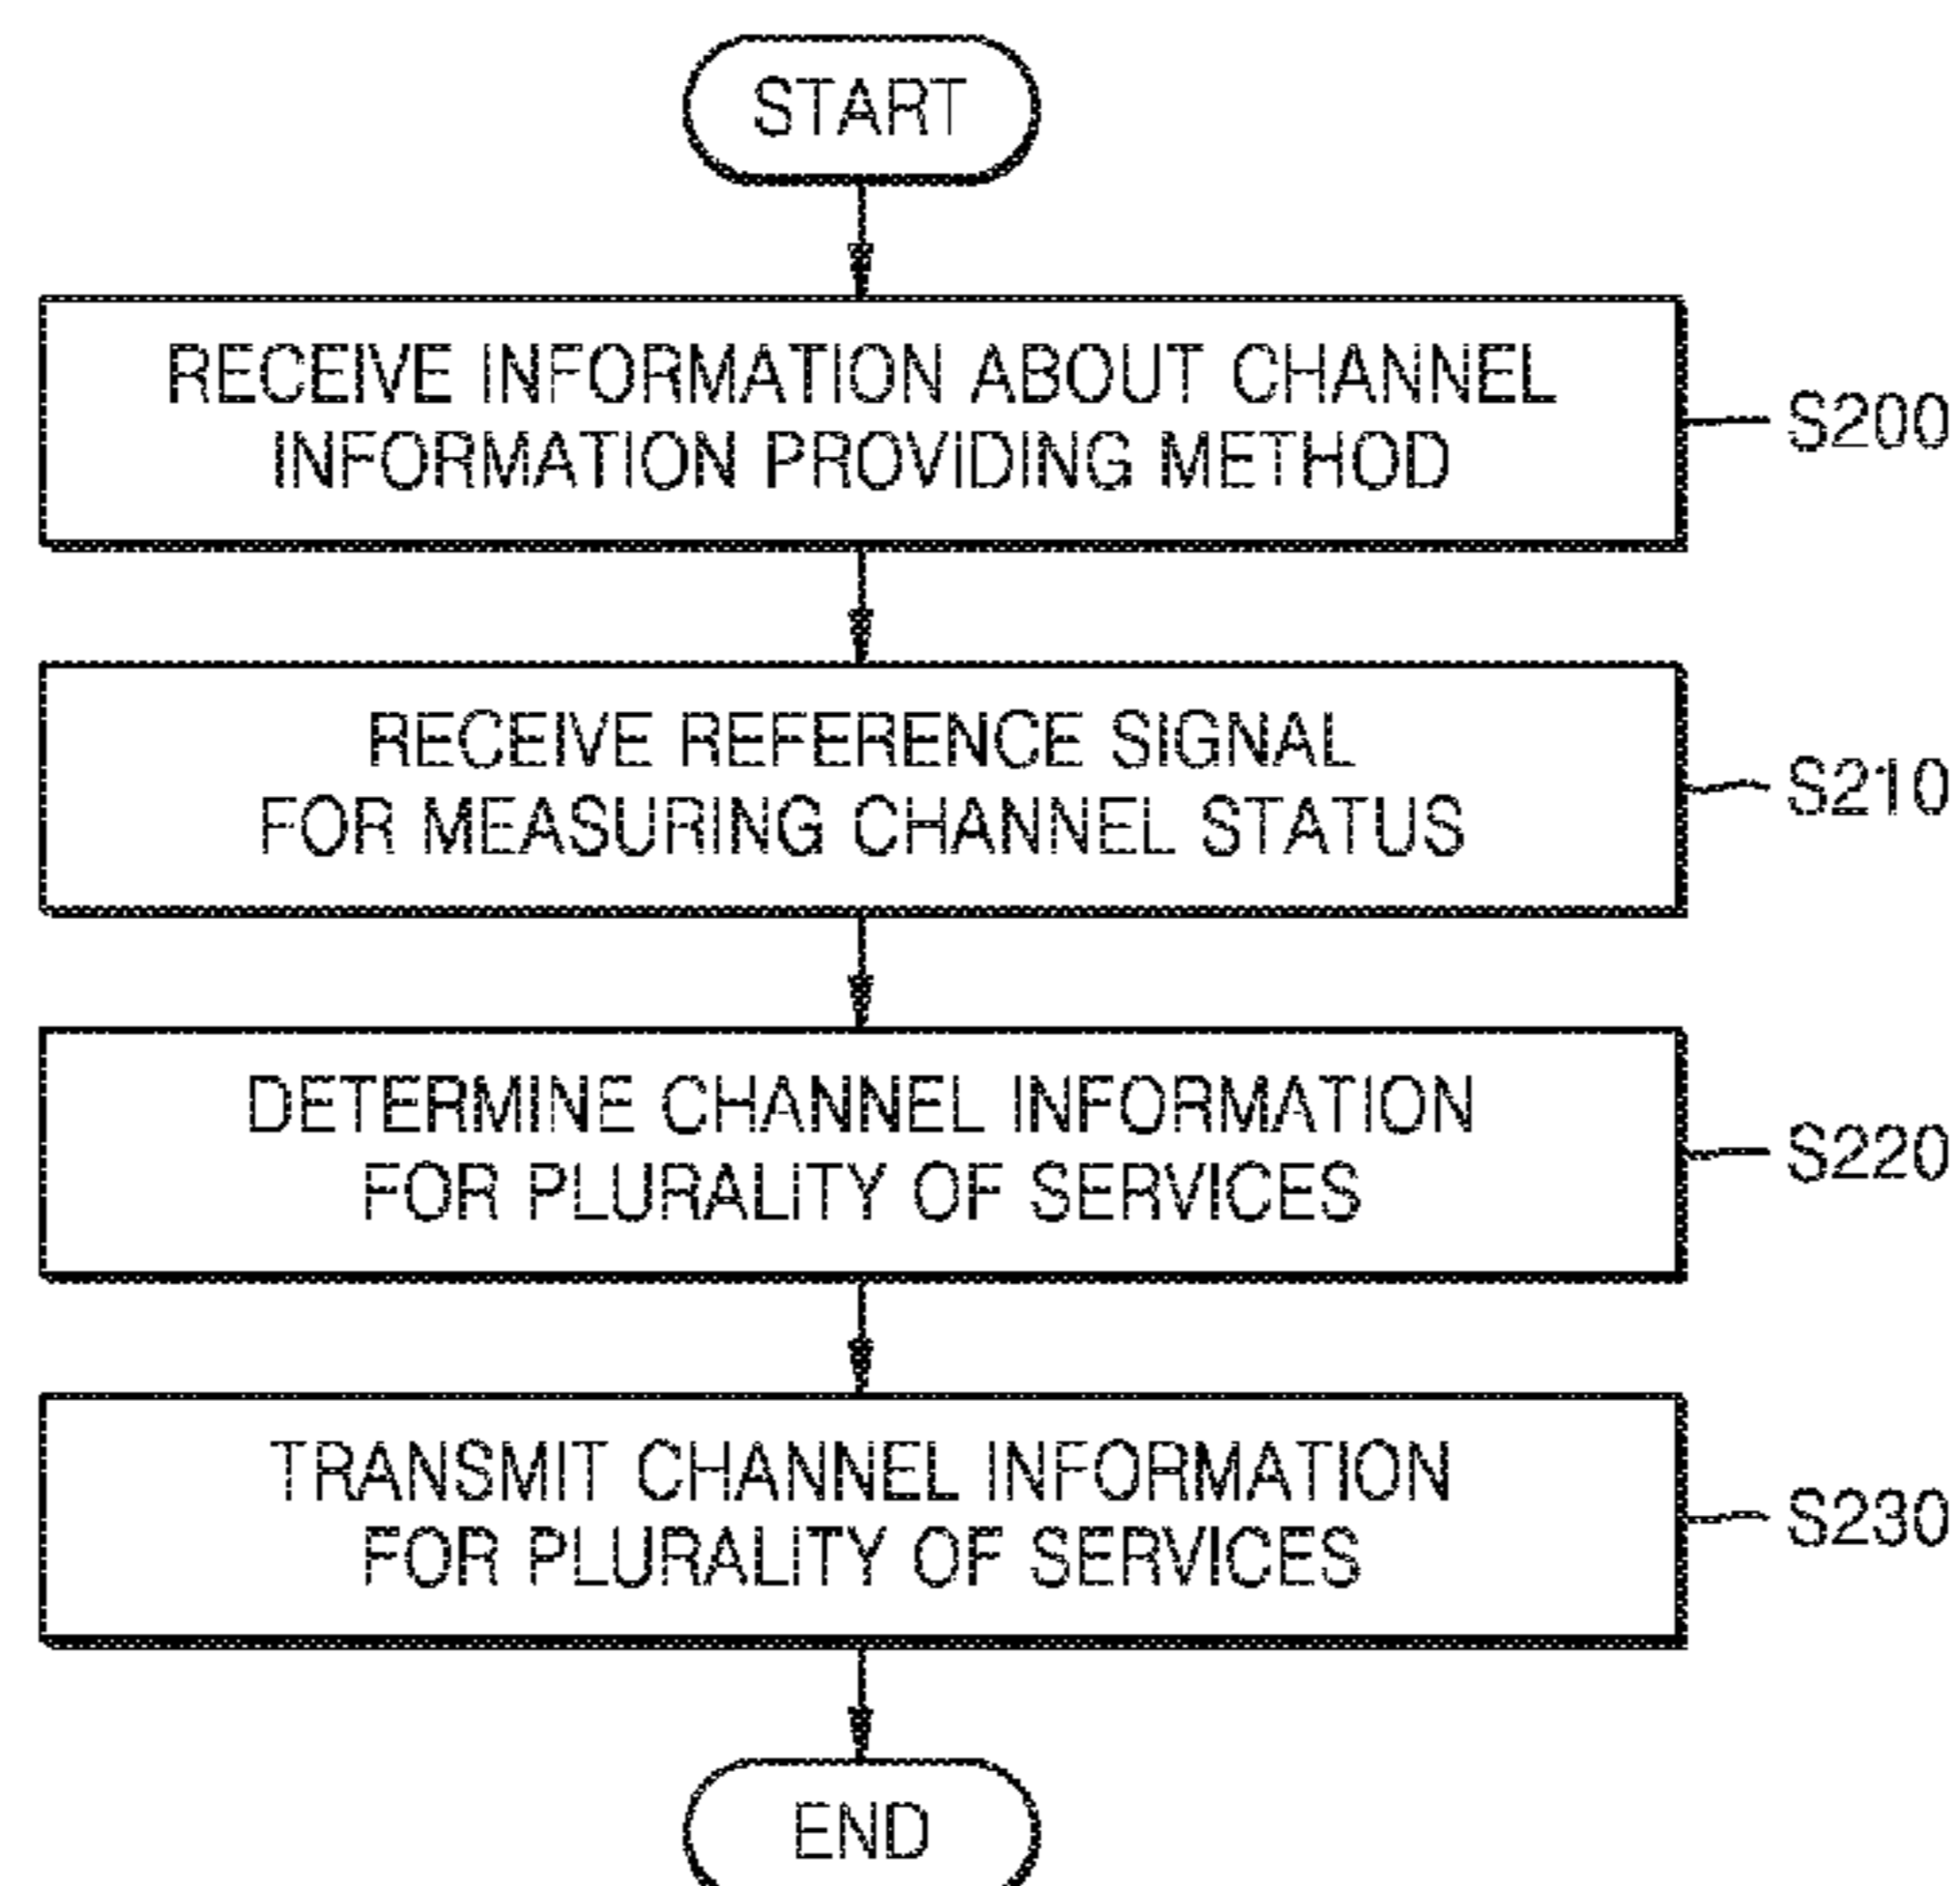 START
RECEIVE INFORMATION ABOUT CHANNEL
INFORMATION PROVIDING METHOD
S200
RECEIVE REFERENCE SIGNAL
FOR MEASURING CHANNEL STATUS
S210
DETERMINE CHANNEL INFORMATION
FOR PLURALITY OF SERVICES
S220
TRANSMIT CHANNEL INFORMATION
FOR PLURALITY OF SERVICES
S230
END